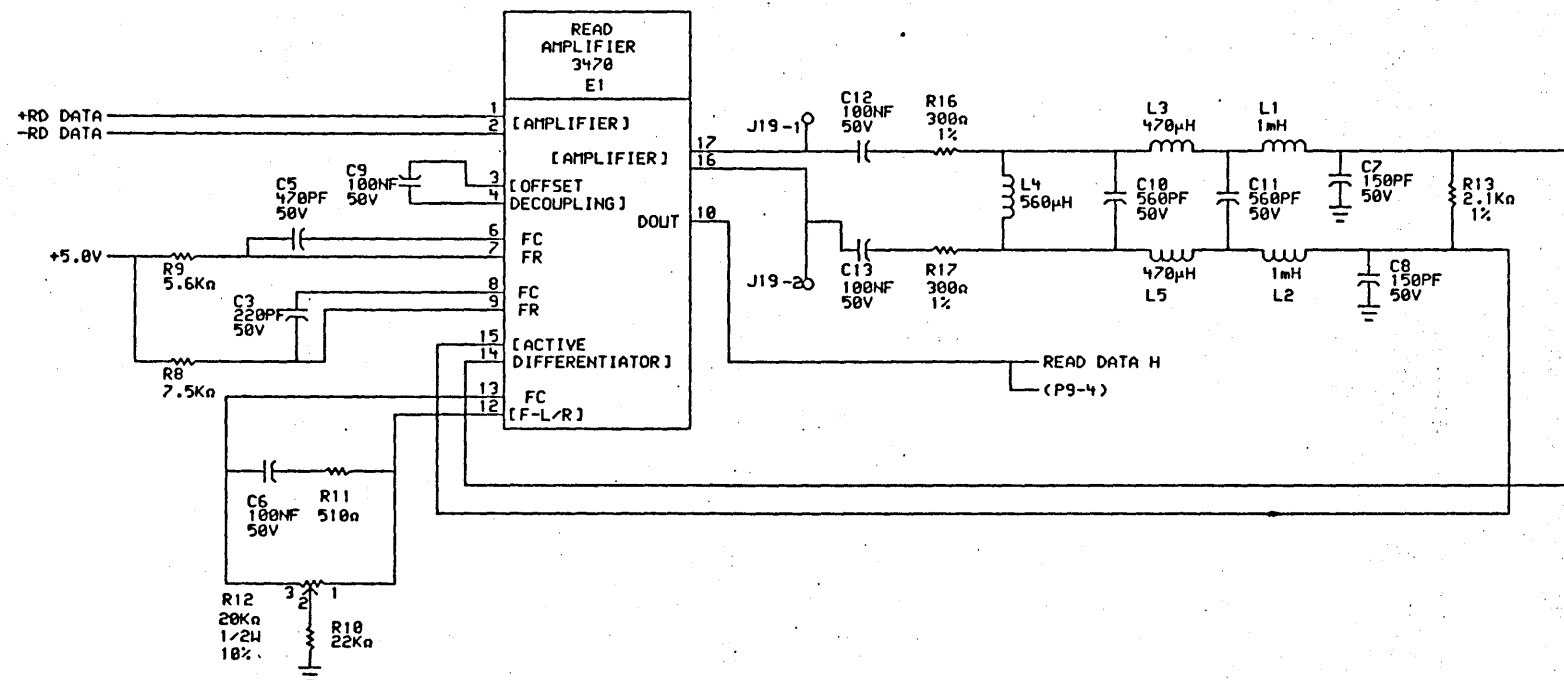 READ
AMPLIFIER
3470
E1
+RD DATA
-RD DATA
1
2
[AMPLIFIER]
[AMPLIFIER]
17
16
J19-1
C12
100NF
50V
R16
300Ω
1%
L3
470μH
L1
1mH
C9
100NF
50V
3
4
[OFFSET
DECOUPLING]
C5
470PF
50V
L4
560μH
C10
560PF
50V
C11
560PF
50V
C7
150PF
50V
R13
2.1KΩ
1%
DOUT
10
6
7
FC
FR
+5.0V
R9
5.6KΩ
C3
220PF
50V
8
9
FC
FR
J19-2
C13
100NF
50V
R17
300Ω
1%
470μH
L5
1mH
L2
C8
150PF
50V
15
14
[ACTIVE
DIFFERENTIATOR]
R8
7.5KΩ
READ DATA H
(P9-4)
13
12
FC
[F-L/R]
C6
100NF
50V
R11
510Ω
3
2
1
R12
20KΩ
1/2W
10%
R10
22KΩ